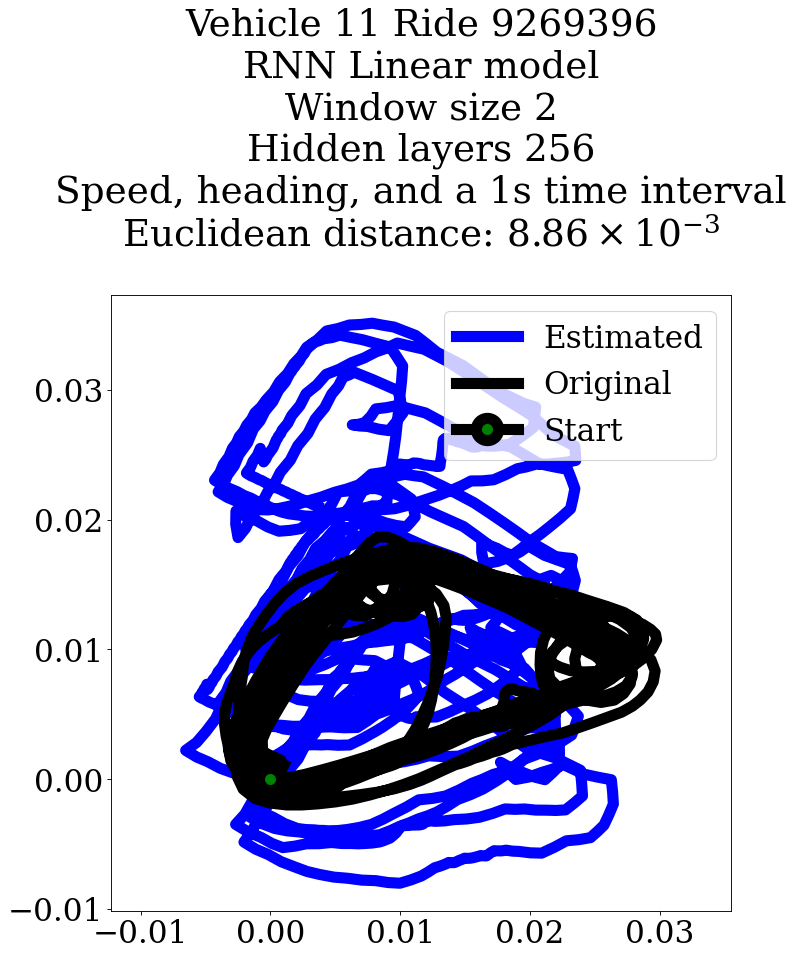 Vehicle 11 Ride 9269396
RNN Linear model
Window size 2
Hidden layers 256
Speed, heading, and a 1s time interval
Euclidean distance: 8.86 × 10⁻³
Estimated
Original
Start
0.03
0.02
0.01
0.00
−0.01
−0.01 0.00 0.01 0.02 0.03